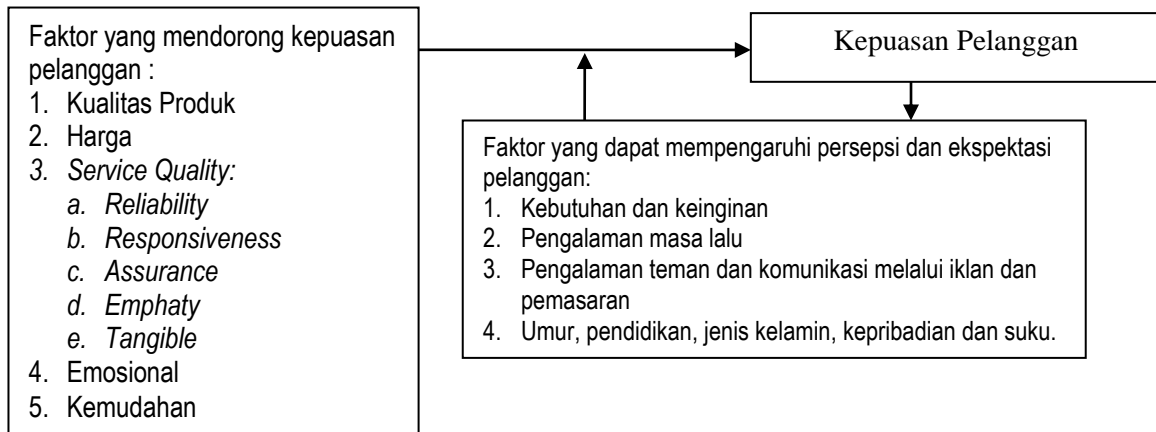 Faktor yang mendorong kepuasan
pelanggan :
1. Kualitas Produk
2. Harga
3. Service Quality:
a. Reliability
b. Responsiveness
c. Assurance
d. Emphaty
e. Tangible
4. Emosional
5. Kemudahan
Kepuasan Pelanggan
Faktor yang dapat mempengaruhi persepsi dan ekspektasi
pelanggan:
1. Kebutuhan dan keinginan
2. Pengalaman masa lalu
3. Pengalaman teman dan komunikasi melalui iklan dan
pemasaran
4. Umur, pendidikan, jenis kelamin, kepribadian dan suku.